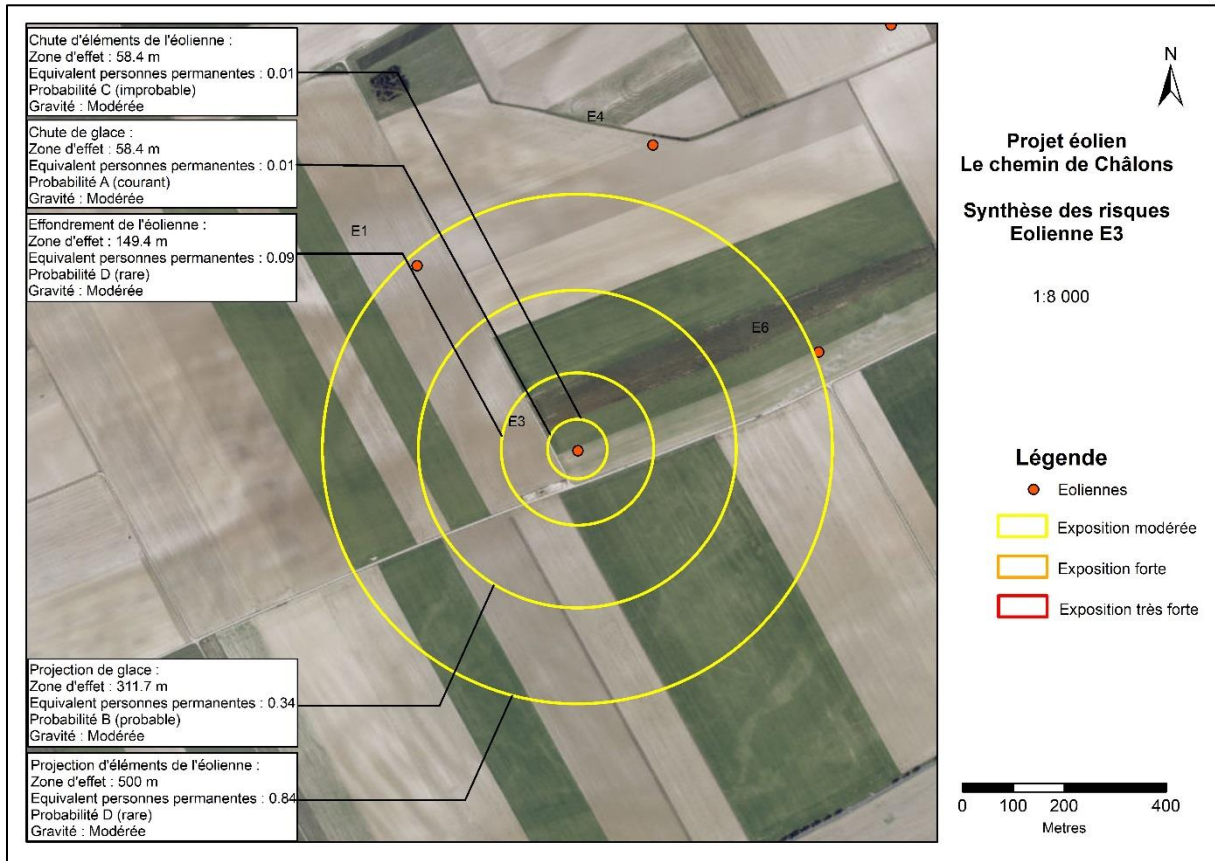 Chute d'éléments de l'éolienne :
Zone d'effet : 58.4 m
Equivalent personnes permanentes : 0.01
Probabilité C (improbable)
Gravité : Modérée
Chute de glace :
Zone d'effet : 58.4 m
Equivalent personnes permanentes : 0.01
Probabilité A (courant)
Gravité : Modérée
Effondrement de l'éolienne :
Zone d'effet : 149.4 m
Equivalent personnes permanentes : 0.09
Probabilité D (rare)
Gravité : Modérée
Projection de glace :
Zone d'effet : 311.7 m
Equivalent personnes permanentes : 0.34
Probabilité B (probable)
Gravité : Modérée
Projection d'éléments de l'éolienne :
Zone d'effet : 500 m
Equivalent personnes permanentes : 0.84
Probabilité D (rare)
Gravité : Modérée
E4
E1
E6
E3
N
Projet éolien
Le chemin de Châlons
Synthèse des risques
Eolienne E3
1:8 000
Légende
Eoliennes
Exposition modérée
Exposition forte
Exposition très forte
0 100 200 400
Metres